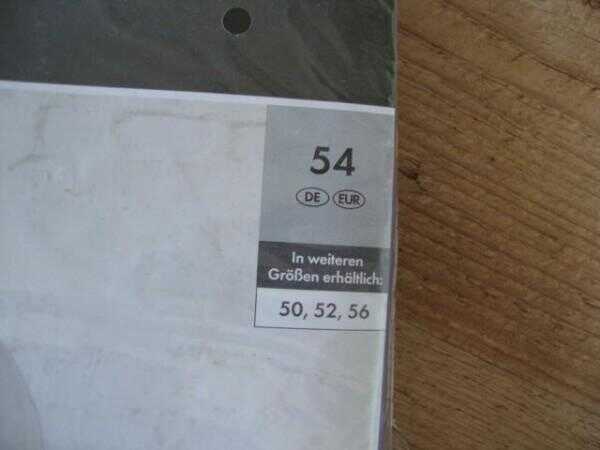 54
DE EUR
In weiteren
Größen erhältlich:
50, 52, 56